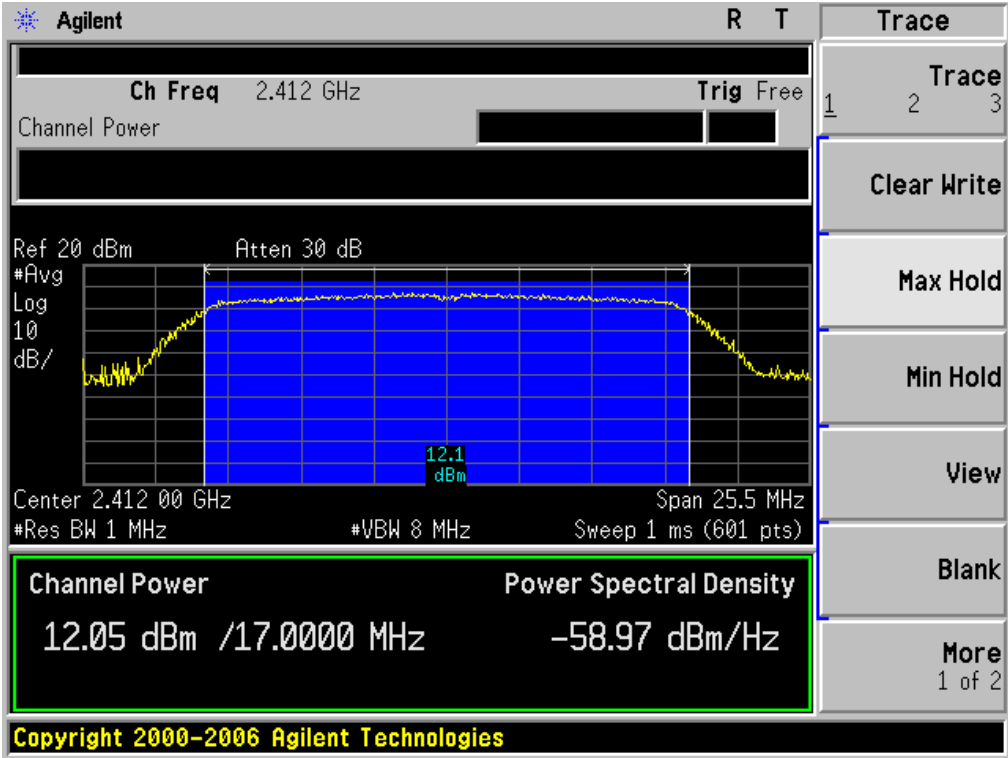 Agilent R T
Ch Freq 2.412 GHz Trig Free
Channel Power
Ref 20 dBm Atten 30 dB
#Avg
Log
10
dB/
12.1
dBm
Center 2.412 00 GHz Span 25.5 MHz
#Res BW 1 MHz #VBW 8 MHz Sweep 1 ms (601 pts)
Channel Power Power Spectral Density
12.05 dBm /17.0000 MHz -58.97 dBm/Hz
Copyright 2000-2006 Agilent Technologies
Trace
Trace
1 2 3
Clear Write
Max Hold
Min Hold
View
Blank
More
1 of 2